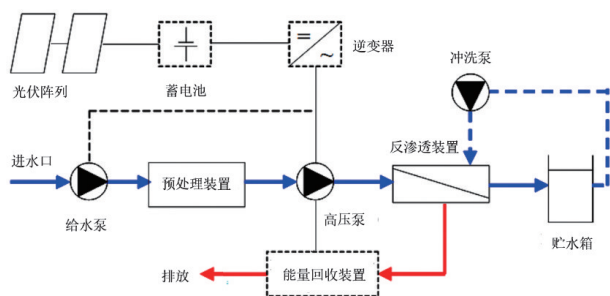 光伏阵列
蓄电池
逆变器
冲洗泵
进水口
给水泵
预处理装置
高压泵
反渗透装置
贮水箱
排放
能量回收装置